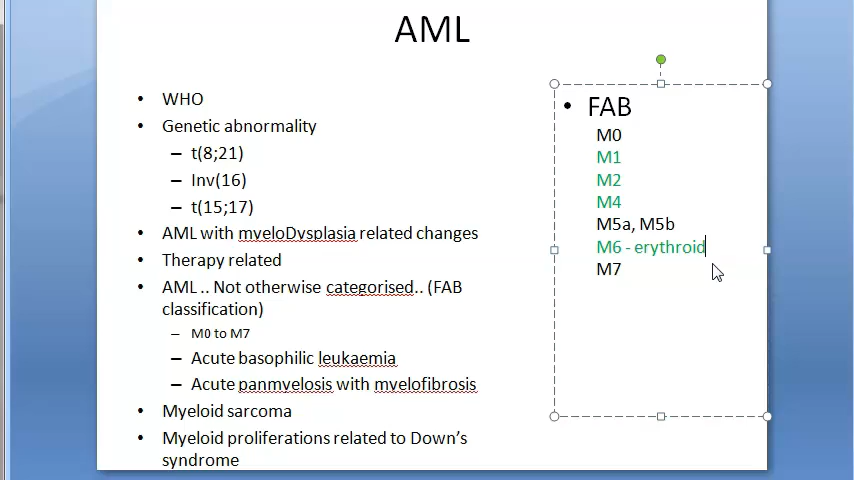 AML
• WHO
• Genetic abnormality
– t(8;21)
– Inv(16)
– t(15;17)
• AML with myeloDysplasia related changes
• Therapy related
• AML .. Not otherwise categorised.. (FAB
classification)
– M0 to M7
– Acute basophilic leukaemia
– Acute panmyelosis with myelofibrosis
• Myeloid sarcoma
• Myeloid proliferations related to Down’s
syndrome
• FAB
M0
M1
M2
M4
M5a, M5b
M6 - erythroid
M7